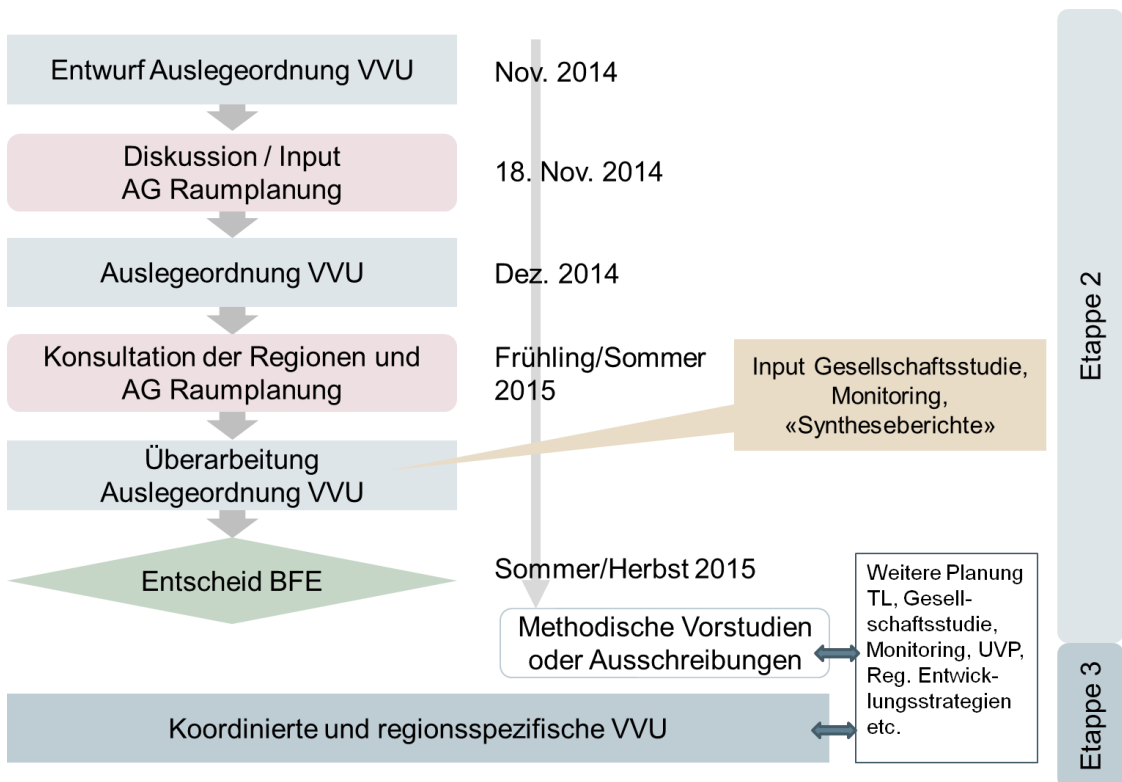 Entwurf Auslegeordnung VVU
Nov. 2014
Diskussion / Input
AG Raumplanung
18. Nov. 2014
Auslegeordnung VVU
Dez. 2014
Konsultation der Regionen und
AG Raumplanung
Frühling/Sommer
2015
Input Gesellschaftsstudie,
Monitoring,
«Syntheseberichte»
Überarbeitung
Auslegeordnung VVU
Entscheid BFE
Sommer/Herbst 2015
Methodische Vorstudien
oder Ausschreibungen
Weitere Planung
TL, Gesell-
schaftsstudie,
Monitoring, UVP,
Reg. Entwick-
lungsstrategien
etc.
Koordinierte und regionsspezifische VVU
Etappe 2
Etappe 3